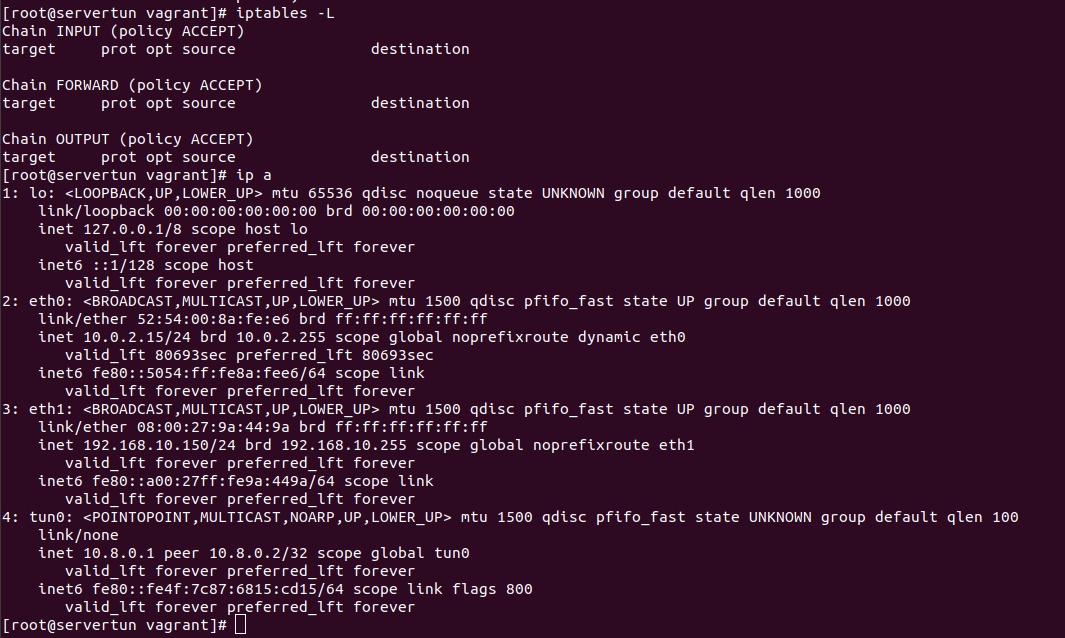 [root@servertun vagrant]# iptables -L
Chain INPUT (policy ACCEPT)
target     prot opt source               destination

Chain FORWARD (policy ACCEPT)
target     prot opt source               destination

Chain OUTPUT (policy ACCEPT)
target     prot opt source               destination
[root@servertun vagrant]# ip a
1: lo: <LOOPBACK,UP,LOWER_UP> mtu 65536 qdisc noqueue state UNKNOWN group default qlen 1000
    link/loopback 00:00:00:00:00:00 brd 00:00:00:00:00:00
    inet 127.0.0.1/8 scope host lo
       valid_lft forever preferred_lft forever
    inet6 ::1/128 scope host
       valid_lft forever preferred_lft forever
2: eth0: <BROADCAST,MULTICAST,UP,LOWER_UP> mtu 1500 qdisc pfifo_fast state UP group default qlen 1000
    link/ether 52:54:00:8a:fe:e6 brd ff:ff:ff:ff:ff:ff
    inet 10.0.2.15/24 brd 10.0.2.255 scope global noprefixroute dynamic eth0
       valid_lft 80693sec preferred_lft 80693sec
    inet6 fe80::5054:ff:fe8a:fee6/64 scope link
       valid_lft forever preferred_lft forever
3: eth1: <BROADCAST,MULTICAST,UP,LOWER_UP> mtu 1500 qdisc pfifo_fast state UP group default qlen 1000
    link/ether 08:00:27:9a:44:9a brd ff:ff:ff:ff:ff:ff
    inet 192.168.10.150/24 brd 192.168.10.255 scope global noprefixroute eth1
       valid_lft forever preferred_lft forever
    inet6 fe80::a00:27ff:fe9a:449a/64 scope link
       valid_lft forever preferred_lft forever
4: tun0: <POINTOPOINT,MULTICAST,NOARP,UP,LOWER_UP> mtu 1500 qdisc pfifo_fast state UNKNOWN group default qlen 100
    link/none
    inet 10.8.0.1 peer 10.8.0.2/32 scope global tun0
       valid_lft forever preferred_lft forever
    inet6 fe80::fe4f:7c87:6815:cd15/64 scope link flags 800
       valid_lft forever preferred_lft forever
[root@servertun vagrant]#